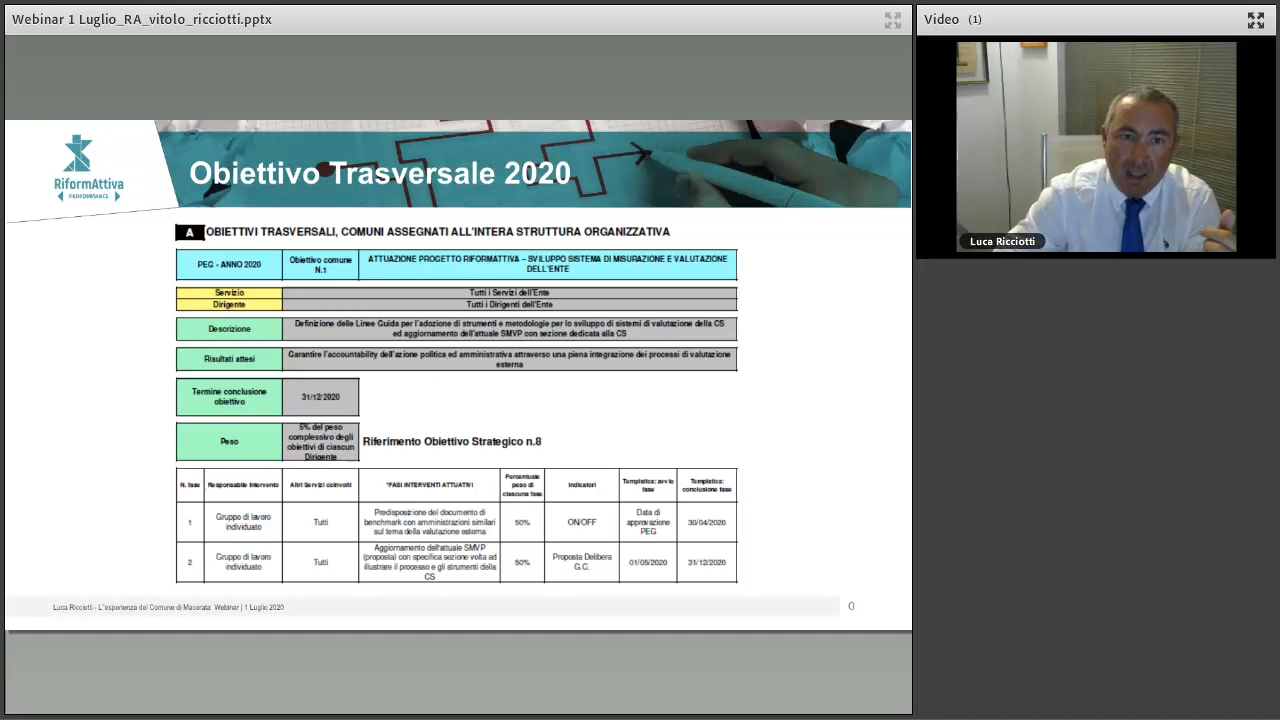 Webinar 1 Luglio_RA_vitolo_ricciotti.pptx
Video (1)
RiformAttiva
PERFORMANCE
Obiettivo Trasversale 2020
Luca Ricciotti
A OBIETTIVI TRASVERSALI, COMUNI ASSEGNATI ALL'INTERA STRUTTURA ORGANIZZATIVA
PEG - ANNO 2020
Obiettivo comune
N.1
ATTUAZIONE PROGETTO RIFORMATTIVA – SVILUPPO SISTEMA DI MISURAZIONE E VALUTAZIONE
DELL'ENTE
Servizio
Tutti i Servizi dell'Ente
Dirigente
Tutti i Dirigenti dell'Ente
Descrizione
Definizione delle Linee Guida per l'adozione di strumenti e metodologie per lo sviluppo di sistemi di valutazione della CS
ed aggiornamento dell'attuale SMVP con sezione dedicata alla CS
Risultati attesi
Garantire l'accountability dell'azione politica ed amministrativa attraverso una piena integrazione dei processi di valutazione
esterna
Termine conclusione
obiettivo
31/12/2020
Peso
5% del peso
complessivo degli
obiettivi di ciascun
Dirigente
Riferimento Obiettivo Strategico n.8
N. fase
Responsabile Intervento
Altri Servizi coinvolti
*FASI INTERVENTI ATTUATIVI
Percentuale
peso di
ciascuna fase
Indicatori
Tempistica: avvio
fase
Tempistica:
conclusione fase
1
Gruppo di lavoro
individuato
Tutti
Predisposizione del documento di
benchmark con amministrazioni similari
sul tema della valutazione esterna
50%
ON/OFF
Data di
approvazione
PEG
30/04/2020
2
Gruppo di lavoro
individuato
Tutti
Aggiornamento dell'attuale SMVP
(proposta) con specifica sezione volta ad
illustrare il processo e gli strumenti della
CS
50%
Proposta Delibera
G.C.
01/05/2020
31/12/2020
Luca Ricciotti - L'esperienza del Comune di Macerata Webinar | 1 Luglio 2020
0